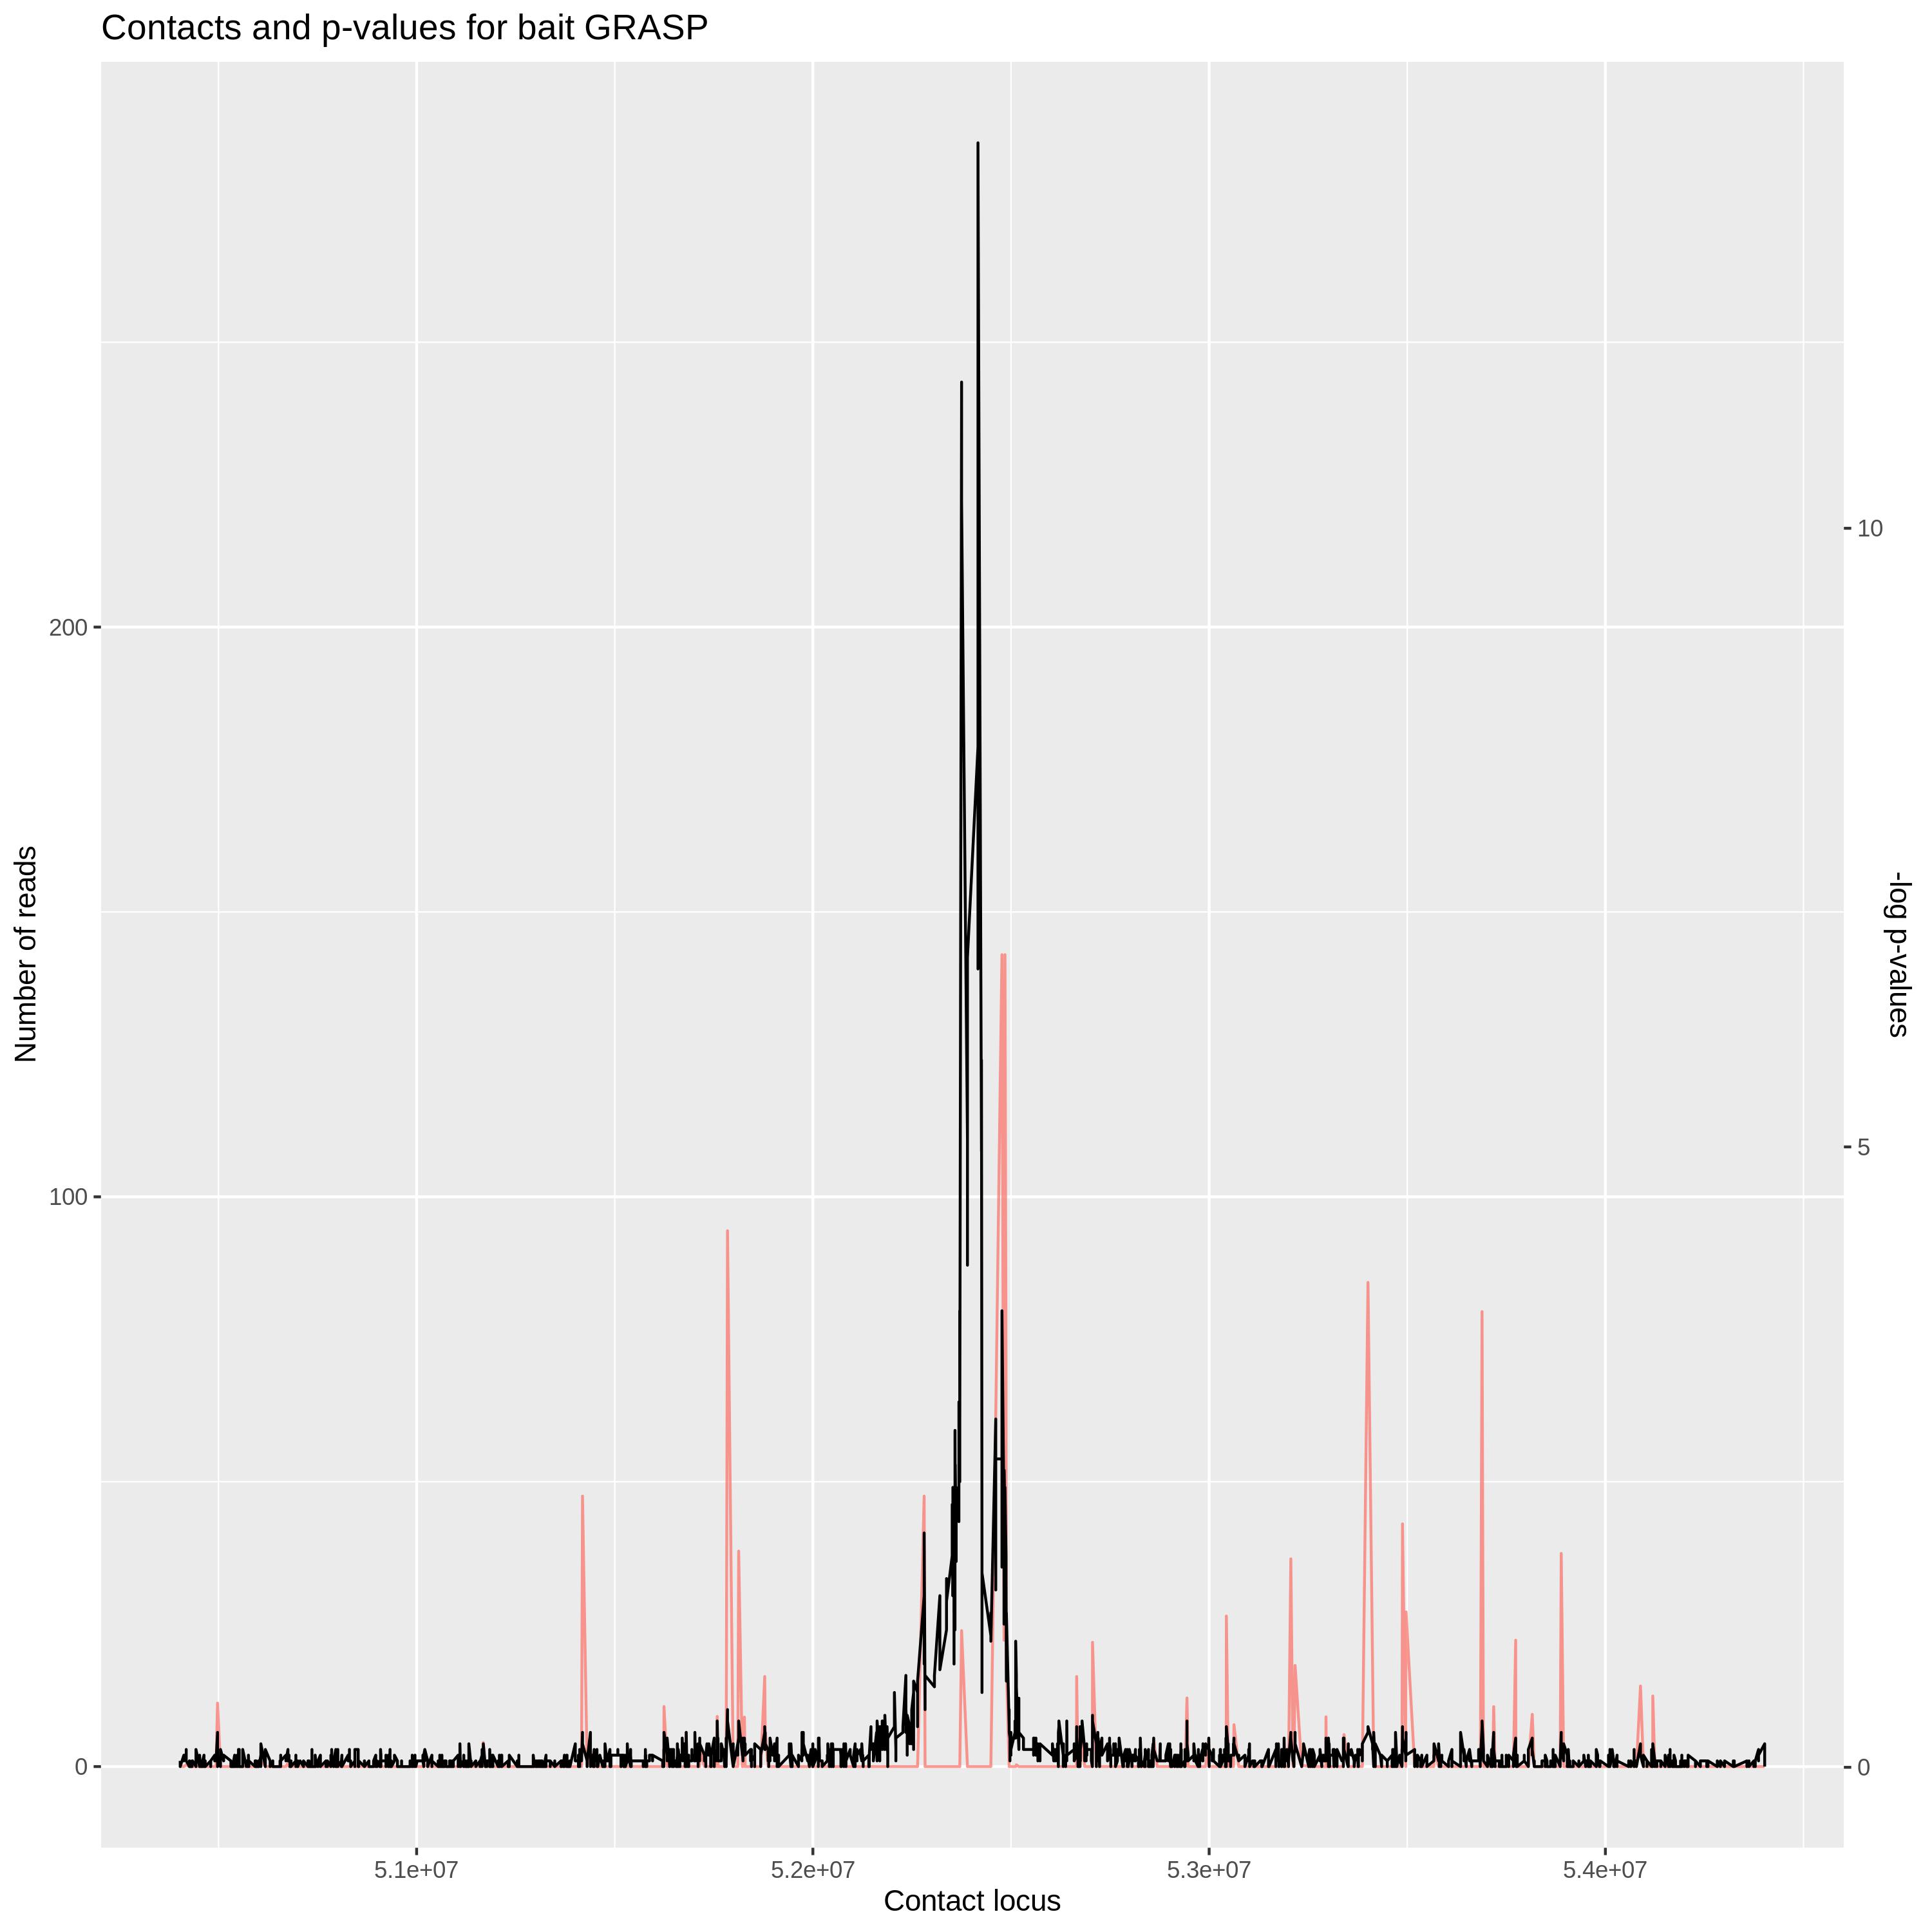 Contacts and p-values for bait GRASP
Number of reads
200
100
0
10
5
0
-log p-values
5.1e+07
5.2e+07
5.3e+07
5.4e+07
Contact locus